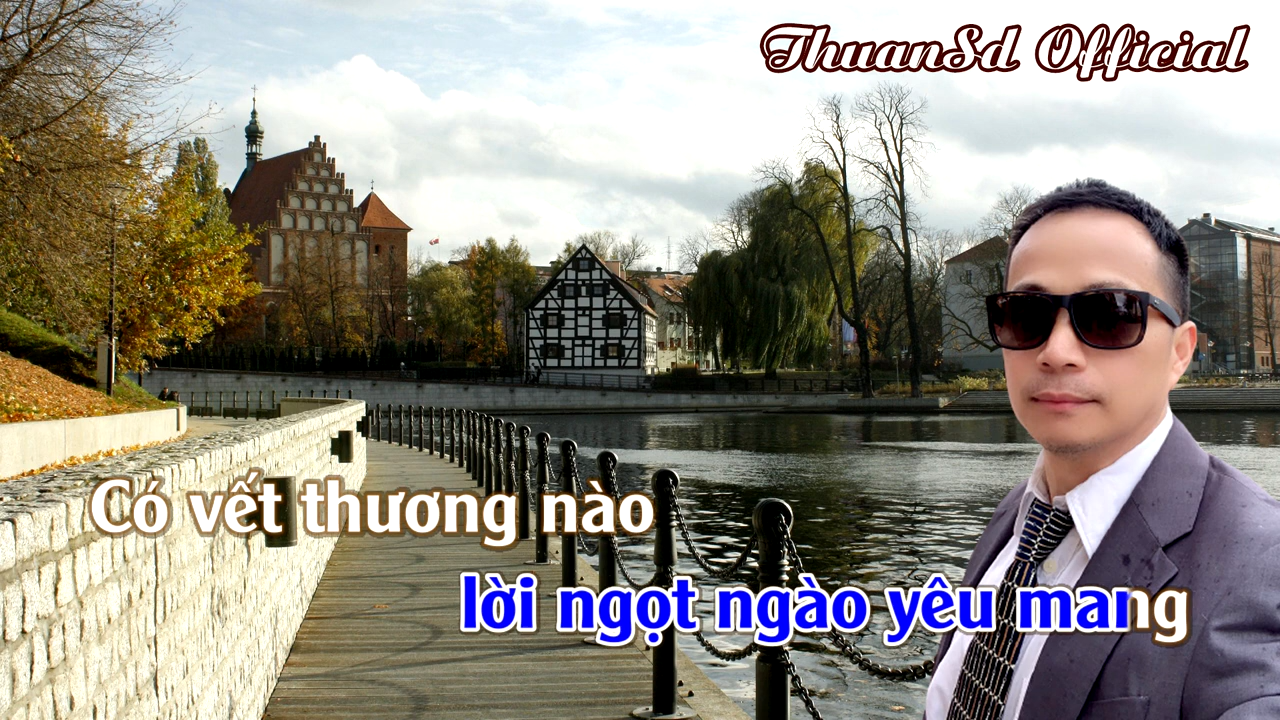 ThuanSd Official
Có vết thương nào
lời ngọt ngào yêu mang